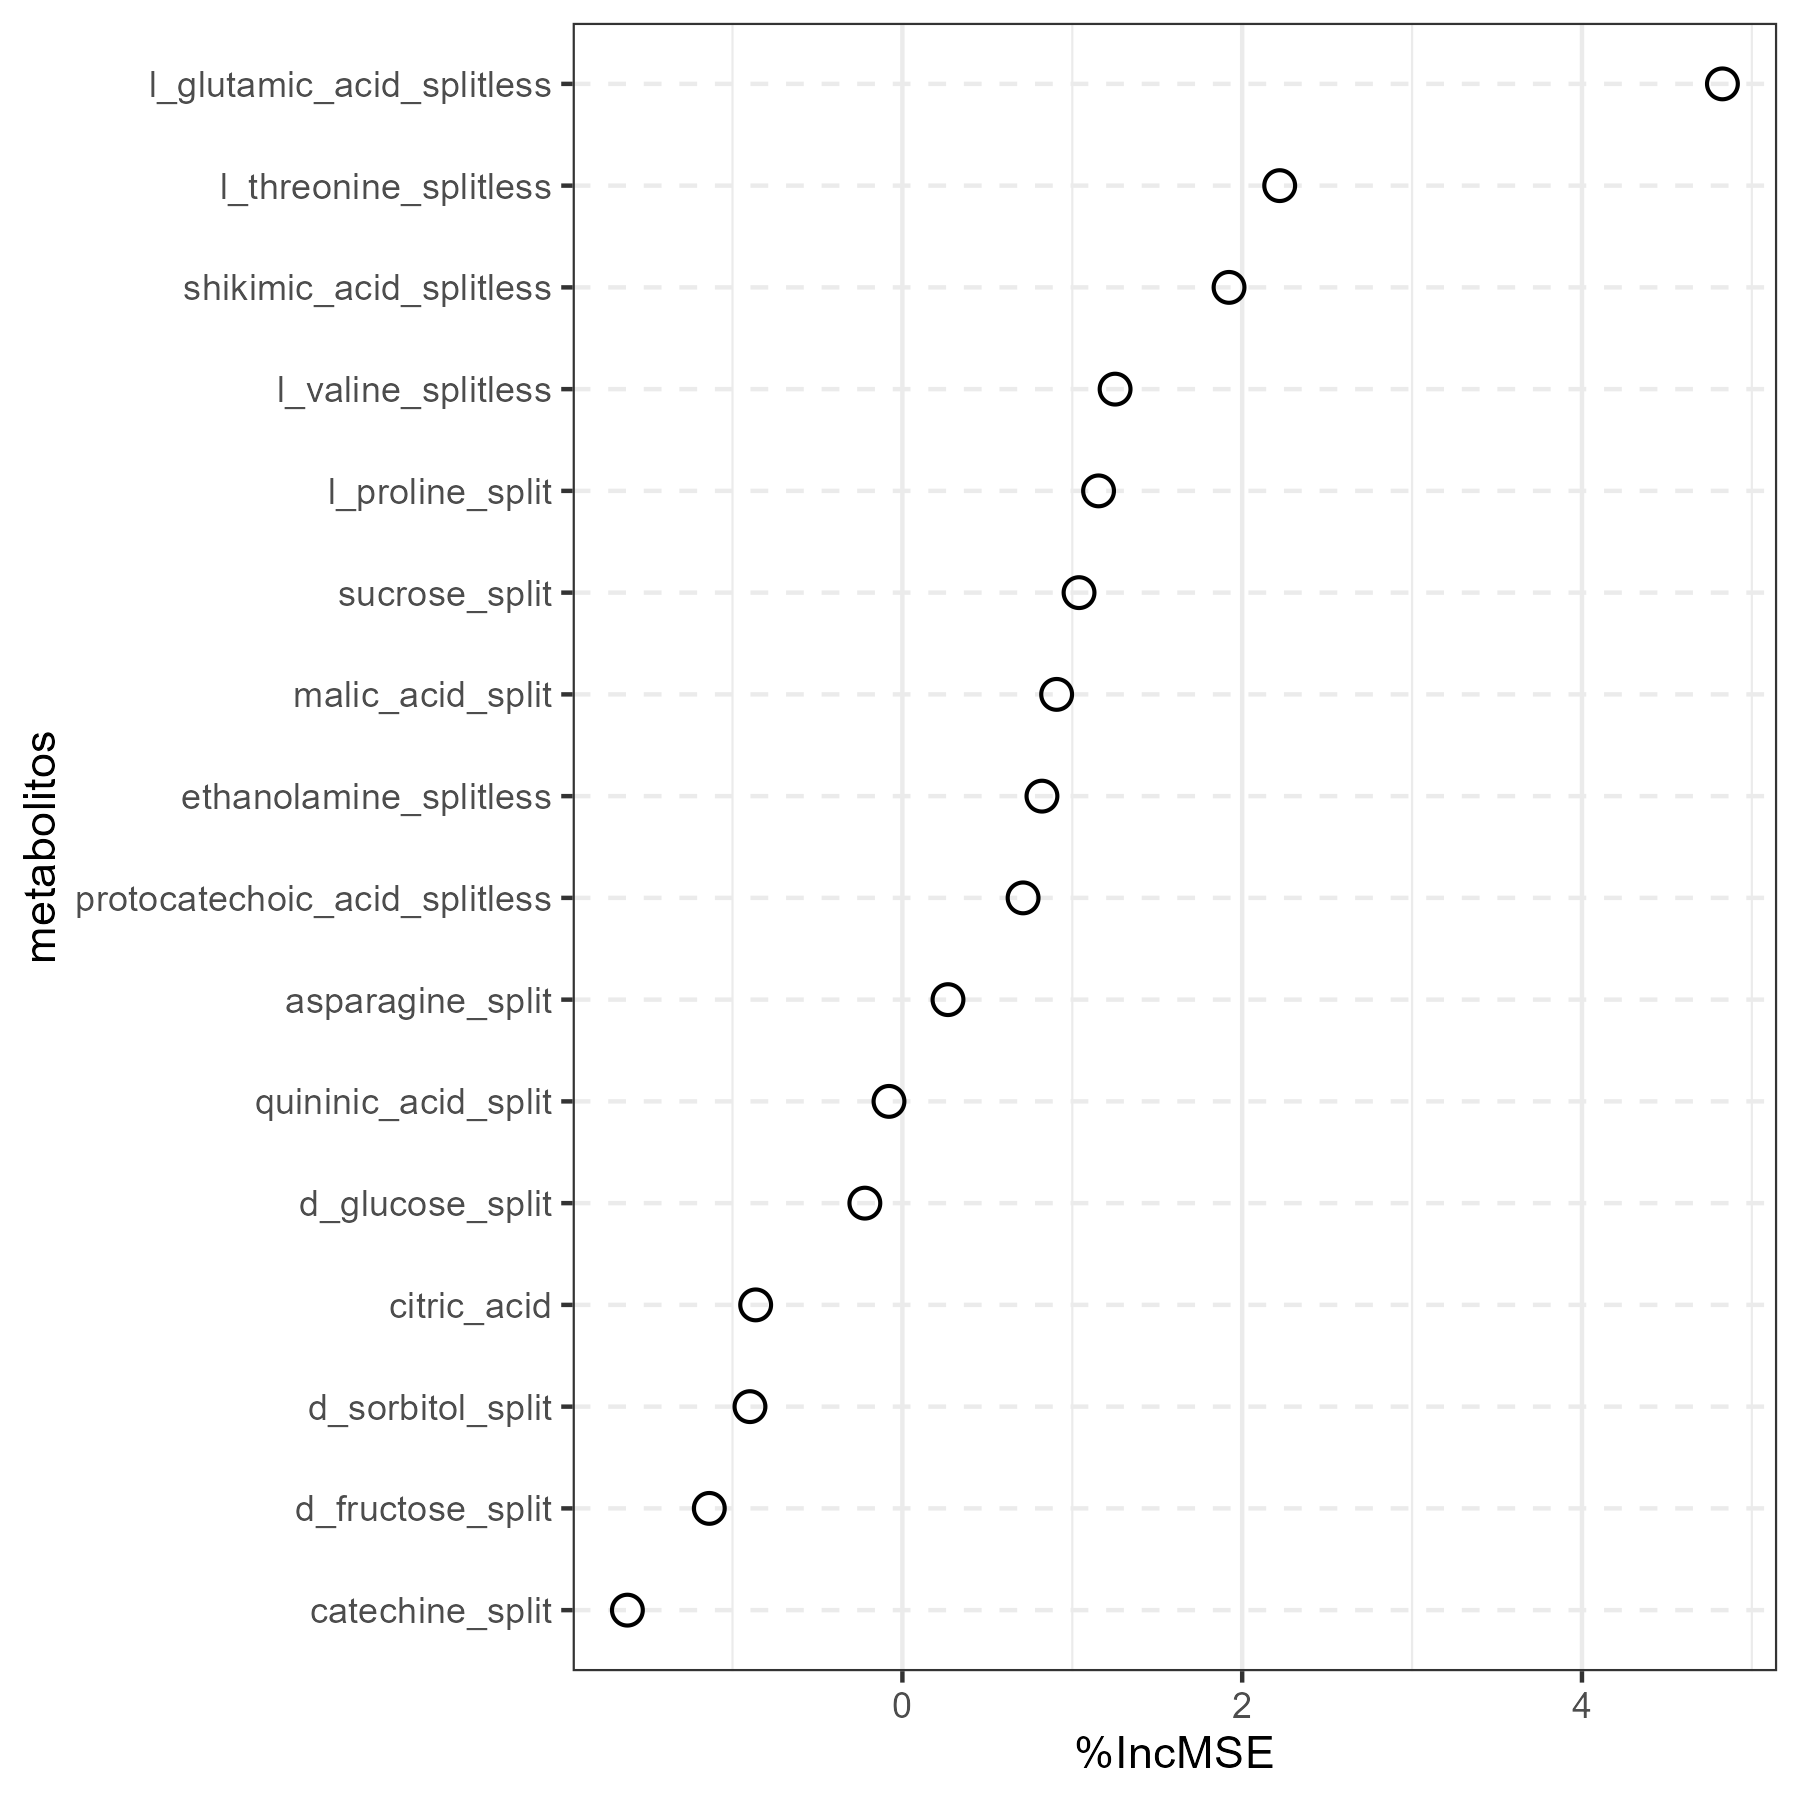 l_glutamic_acid_splitless
l_threonine_splitless
shikimic_acid_splitless
l_valine_splitless
l_proline_split
sucrose_split
malic_acid_split
ethanolamine_splitless
protocatechoic_acid_splitless
asparagine_split
quininic_acid_split
d_glucose_split
citric_acid
d_sorbitol_split
d_fructose_split
catechine_split
metabolitos
0 2 4
%IncMSE